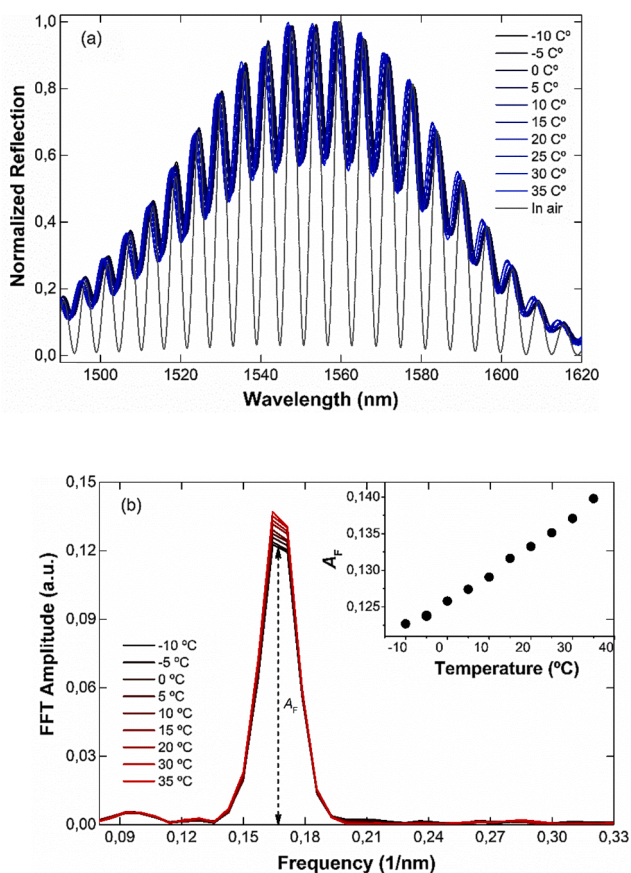 (a)
-10 Cº
-5 Cº
0 Cº
5 Cº
10 Cº
15 Cº
20 Cº
25 Cº
30 Cº
35 Cº
In air
Normalized Reflection
1,0
0,8
0,6
0,4
0,2
0,0
1500 1520 1540 1560 1580 1600 1620
Wavelength (nm)
(b)
FFT Amplitude (a.u.)
0,15
0,12
0,09
0,06
0,03
0,00
-10 ºC
-5 ºC
0 ºC
5 ºC
10 ºC
15 ºC
20 ºC
30 ºC
35 ºC
A_F
A_F
0,140
0,135
0,130
0,125
-10 0 10 20 30 40
Temperature (ºC)
0,09 0,12 0,15 0,18 0,21 0,24 0,27 0,30 0,33
Frequency (1/nm)